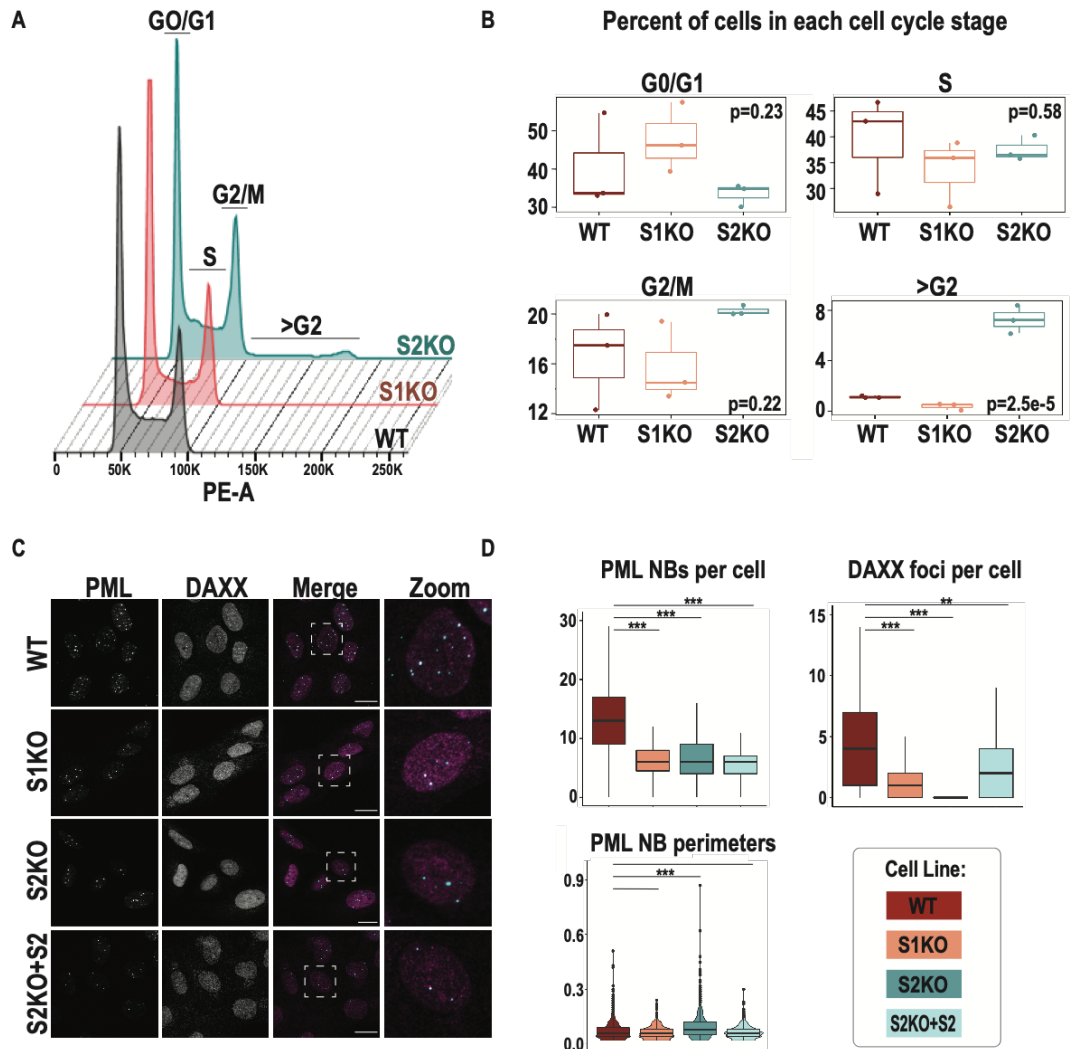 A
GO/G1
G2/M
S
>G2
S2KO
S1KO
WT
0 50K 100K 150K 200K 250K
PE-A
B
Percent of cells in each cell cycle stage
G0/G1
p=0.23
50
40
30
WT S1KO S2KO
S
p=0.58
45
40
35
30
WT S1KO S2KO
G2/M
20
16
12
p=0.22
WT S1KO S2KO
>G2
8
4
0
p=2.5e-5
WT S1KO S2KO
C
PML DAXX Merge Zoom
WT
S1KO
S2KO
S2KO+S2
D
PML NBs per cell
***
***
***
30
20
10
0
DAXX foci per cell
**
***
***
15
10
5
0
PML NB perimeters
***
0.9
0.6
0.3
0.0
Cell Line:
WT
S1KO
S2KO
S2KO+S2